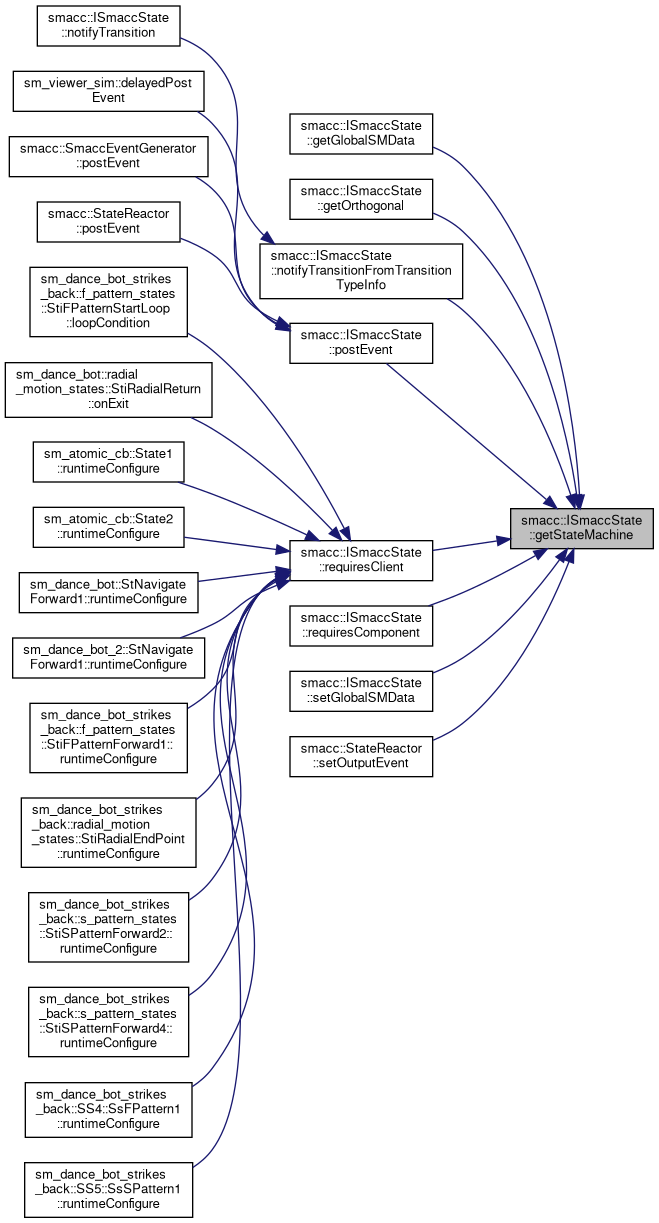 smacc::ISmaccState
::notifyTransition
sm_viewer_sim::delayedPost
Event
smacc::SmaccEventGenerator
::postEvent
smacc::StateReactor
::postEvent
sm_dance_bot_strikes
_back::f_pattern_states
::StiFPatternStartLoop
::loopCondition
sm_dance_bot::radial
_motion_states::StiRadialReturn
::onExit
sm_atomic_cb::State1
::runtimeConfigure
sm_atomic_cb::State2
::runtimeConfigure
sm_dance_bot::StNavigate
Forward1::runtimeConfigure
sm_dance_bot_2::StNavigate
Forward1::runtimeConfigure
sm_dance_bot_strikes
_back::f_pattern_states
::StiFPatternForward1::
runtimeConfigure
sm_dance_bot_strikes
_back::radial_motion
_states::StiRadialEndPoint
::runtimeConfigure
sm_dance_bot_strikes
_back::s_pattern_states
::StiSPatternForward2::
runtimeConfigure
sm_dance_bot_strikes
_back::s_pattern_states
::StiSPatternForward4::
runtimeConfigure
sm_dance_bot_strikes
_back::SS4::SsFPattern1
::runtimeConfigure
sm_dance_bot_strikes
_back::SS5::SsSPattern1
::runtimeConfigure
smacc::ISmaccState
::getGlobalSMData
smacc::ISmaccState
::getOrthogonal
smacc::ISmaccState
::notifyTransitionFromTransition
TypeInfo
smacc::ISmaccState
::postEvent
smacc::ISmaccState
::requiresClient
smacc::ISmaccState
::requiresComponent
smacc::ISmaccState
::setGlobalSMData
smacc::StateReactor
::setOutputEvent
smacc::ISmaccState
::getStateMachine